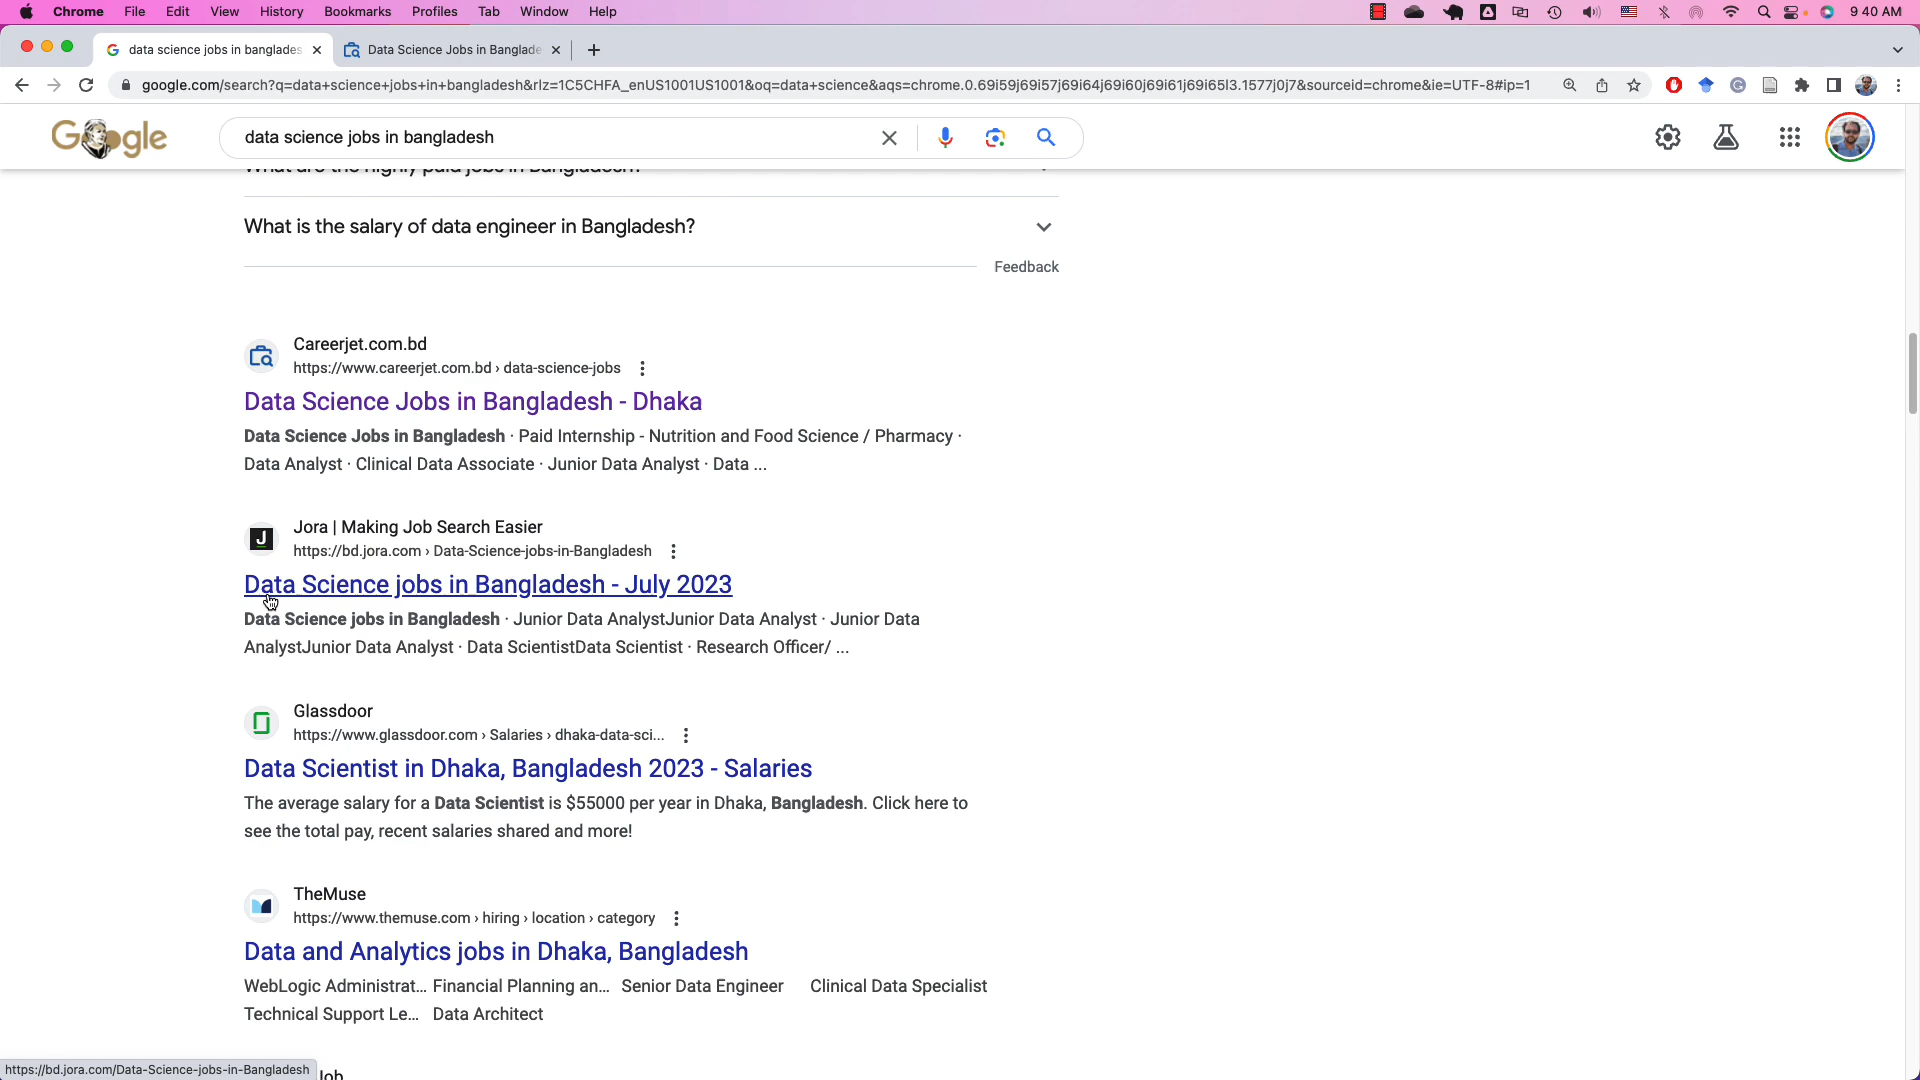 Chrome File Edit View History Bookmarks Profiles Tab Window Help 9 40 AM
data science jobs in banglades Data Science Jobs in Banglade
google.com/search?q=data+science+jobs+in+bangladesh&rlz=1C5CHFA_enUS1001US1001&oq=data+science&aqs=chrome.0.69i59j69i57j69i64j69i60j69i61j69i65l3.1577j0j7&sourceid=chrome&ie=UTF-8#ip=1
Google data science jobs in bangladesh
What are the highly paid jobs in Bangladesh?
What is the salary of data engineer in Bangladesh?
Feedback
Careerjet.com.bd
https://www.careerjet.com.bd › data-science-jobs
Data Science Jobs in Bangladesh - Dhaka
Data Science Jobs in Bangladesh · Paid Internship - Nutrition and Food Science / Pharmacy ·
Data Analyst · Clinical Data Associate · Junior Data Analyst · Data ...
J Jora | Making Job Search Easier
https://bd.jora.com › Data-Science-jobs-in-Bangladesh
Data Science jobs in Bangladesh - July 2023
Data Science jobs in Bangladesh · Junior Data AnalystJunior Data Analyst · Junior Data
AnalystJunior Data Analyst · Data ScientistData Scientist · Research Officer/ ...
Glassdoor
https://www.glassdoor.com › Salaries › dhaka-data-sci...
Data Scientist in Dhaka, Bangladesh 2023 - Salaries
The average salary for a Data Scientist is $55000 per year in Dhaka, Bangladesh. Click here to
see the total pay, recent salaries shared and more!
TheMuse
https://www.themuse.com › hiring › location › category
Data and Analytics jobs in Dhaka, Bangladesh
WebLogic Administrat... Financial Planning an... Senior Data Engineer Clinical Data Specialist
Technical Support Le... Data Architect
https://bd.jora.com/Data-Science-jobs-in-Bangladesh